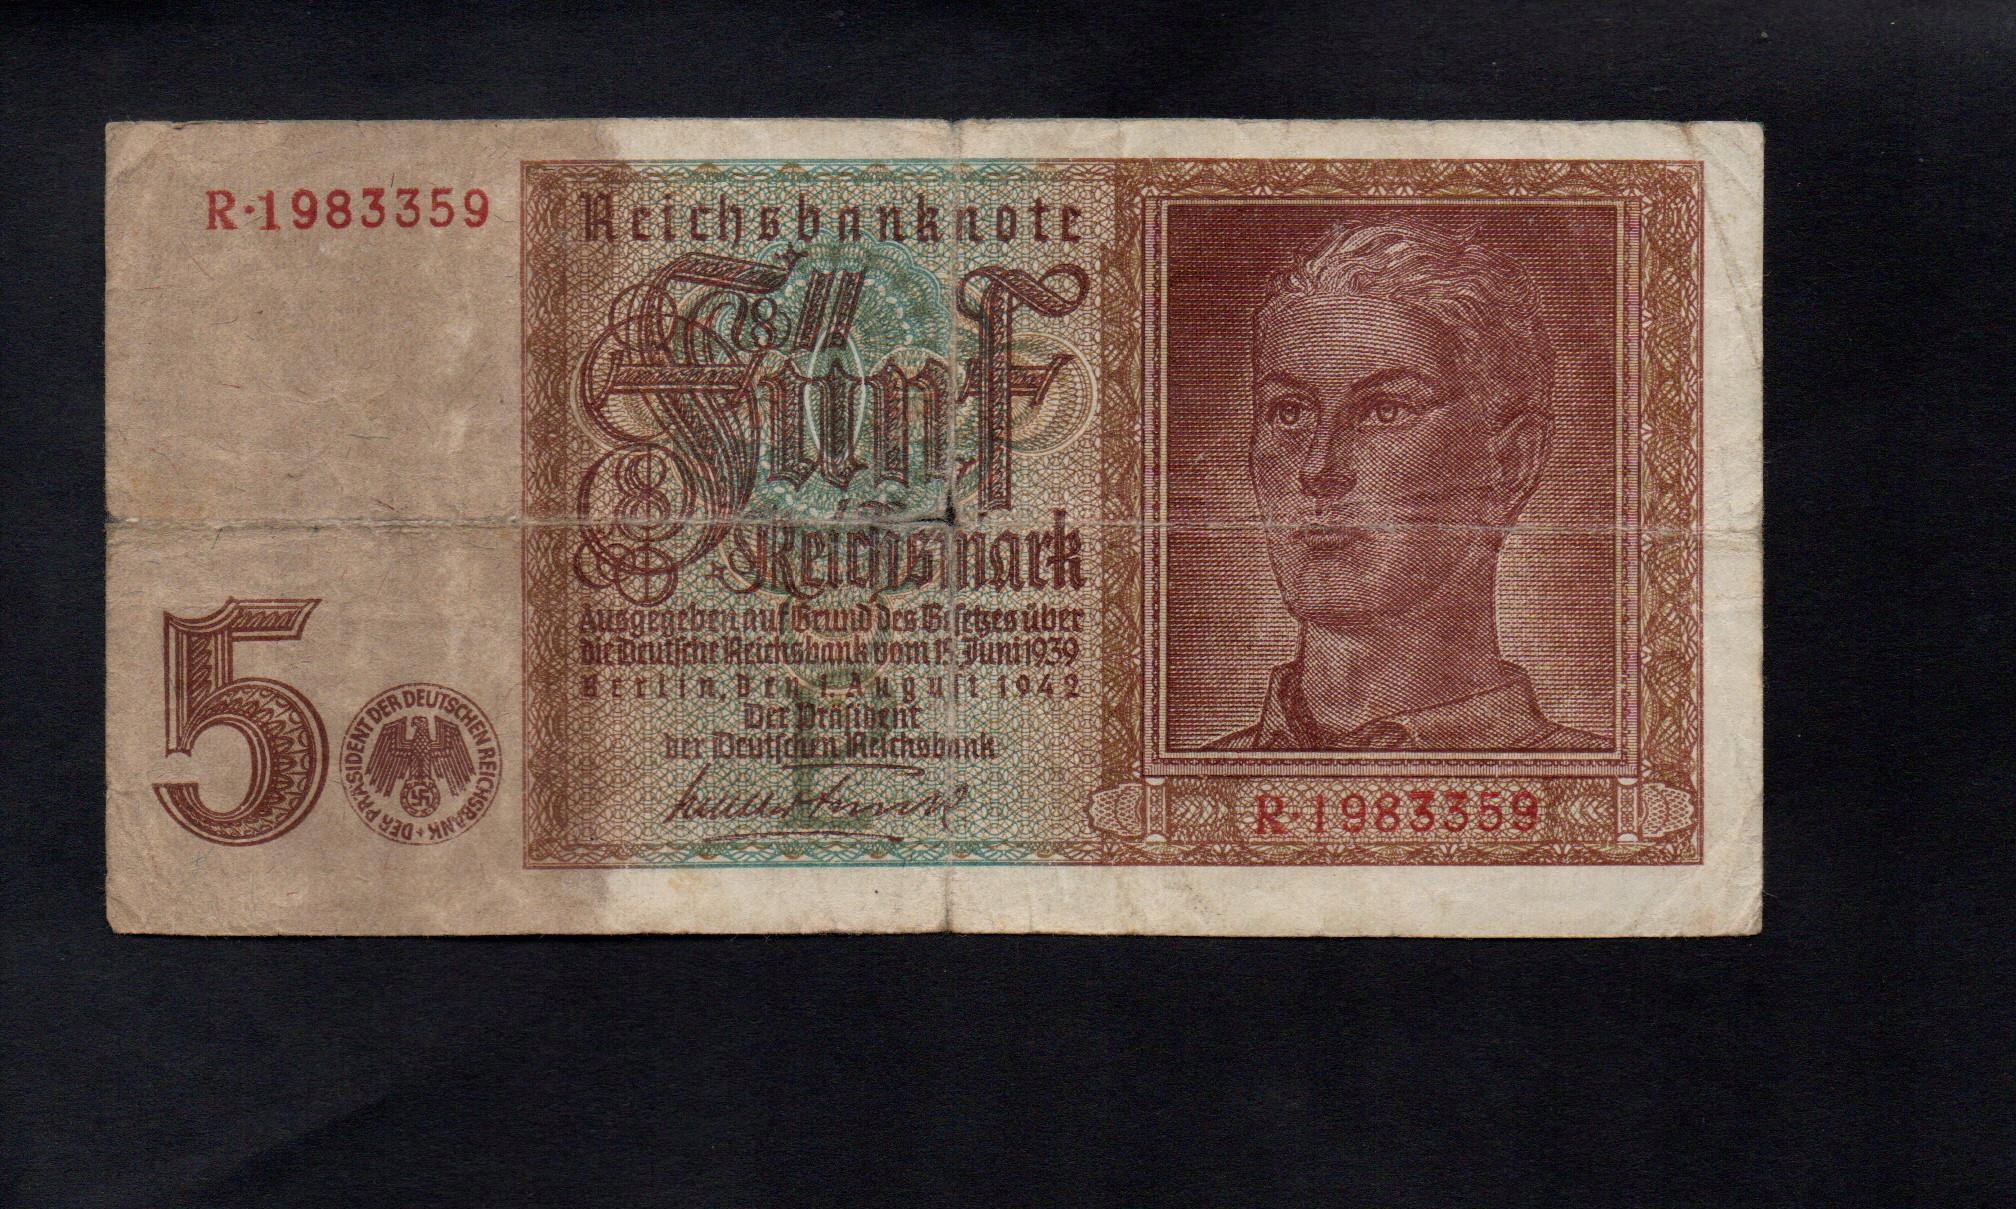 R·1983359
Reichsbanknote
Fünf
Reichsmark
Ausgegeben auf Grund des Gesetzes über
die Deutsche Reichsbank vom 15. Juni 1939
Berlin, den 1. August 1942
Der Präsident
der Deutschen Reichsbank
5
DER PRÄSIDENT DER DEUTSCHEN REICHSBANK +
R·1983359